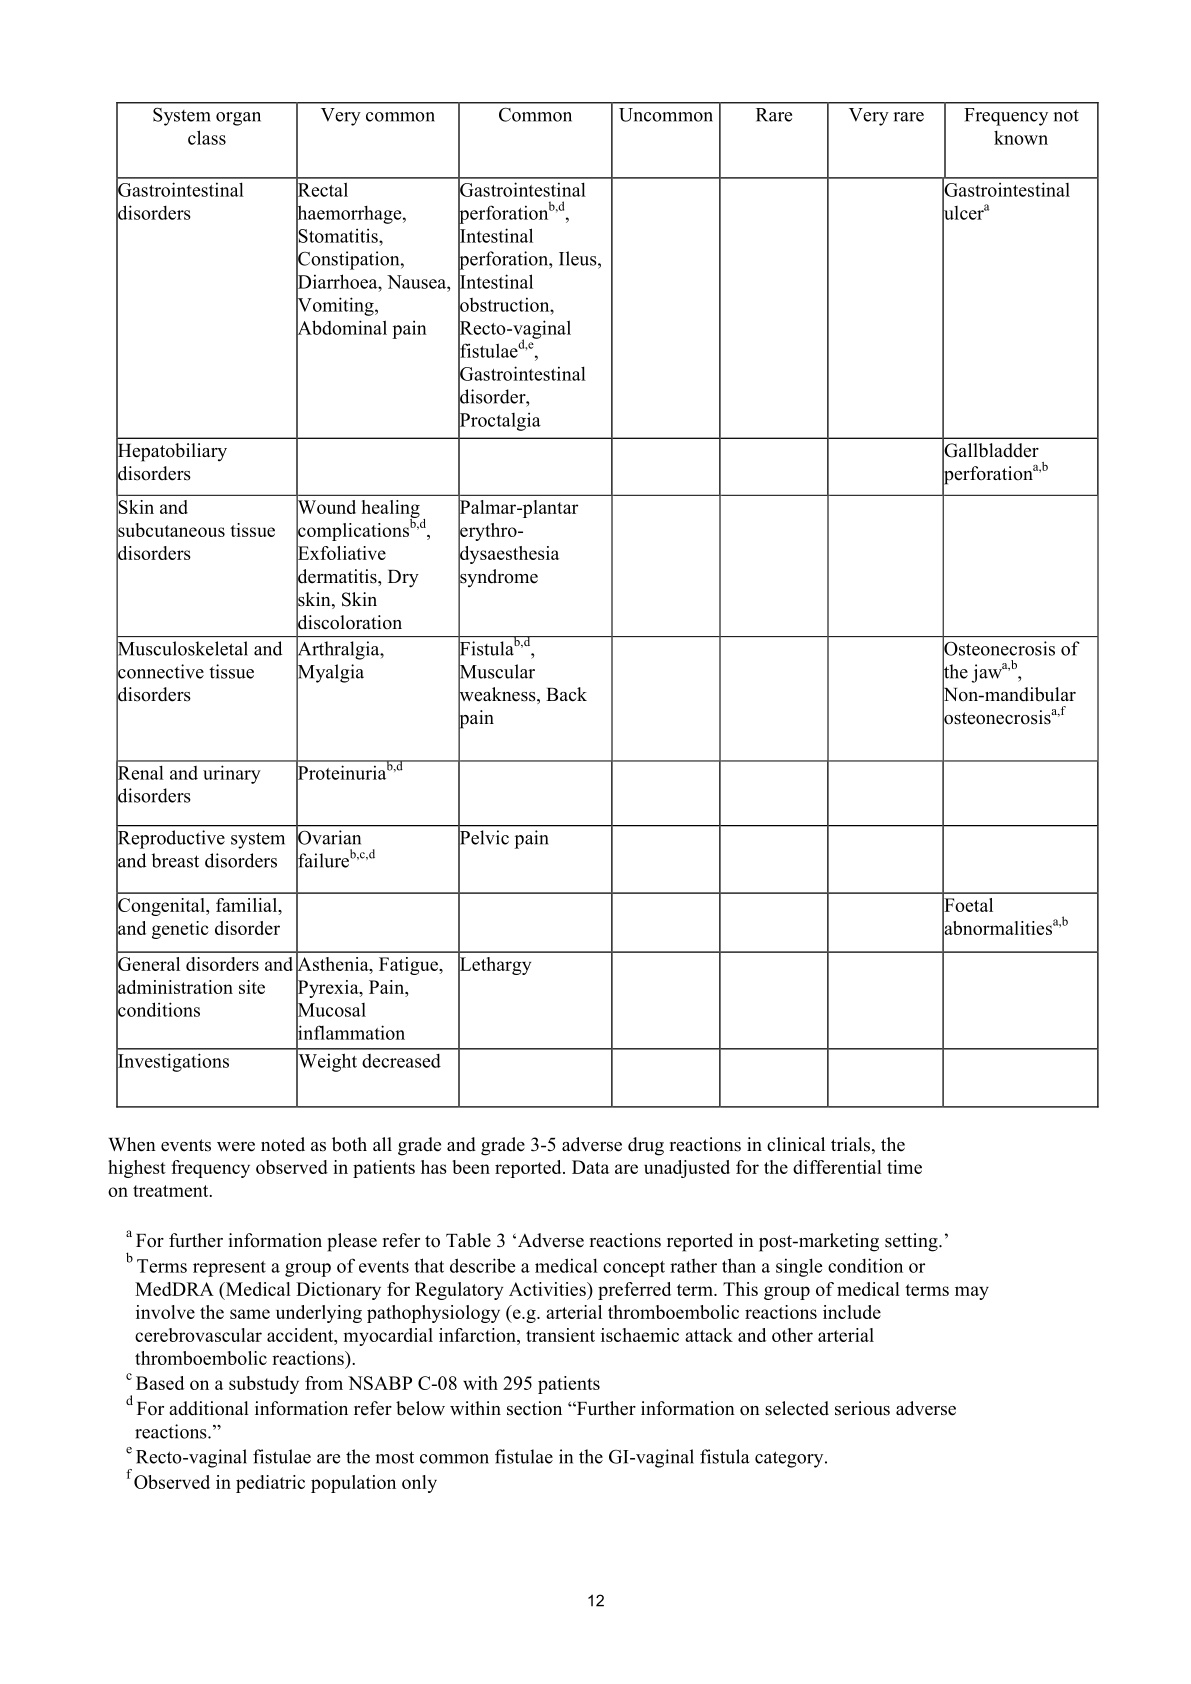 System organ
class
Very common
Common
Uncommon
Rare
Very rare
Frequency not
known
Gastrointestinal
disorders
Rectal
haemorrhage,
Stomatitis,
Constipation,
Diarrhoea, Nausea,
Vomiting,
Abdominal pain
Gastrointestinal
perforationb,d,
Intestinal
perforation, Ileus,
Intestinal
obstruction,
Recto-vaginal
fistulaed,e,
Gastrointestinal
disorder,
Proctalgia
Gastrointestinal
ulcera
Hepatobiliary
disorders
Gallbladder
perforationa,b
Skin and
subcutaneous tissue
disorders
Wound healing
complicationsb,d,
Exfoliative
dermatitis, Dry
skin, Skin
discoloration
Palmar-plantar
erythro-
dysaesthesia
syndrome
Musculoskeletal and
connective tissue
disorders
Arthralgia,
Myalgia
Fistulab,d,
Muscular
weakness, Back
pain
Osteonecrosis of
the jawa,b,
Non-mandibular
osteonecrosisa,f
Renal and urinary
disorders
Proteinuriab,d
Reproductive system
and breast disorders
Ovarian
failureb,c,d
Pelvic pain
Congenital, familial,
and genetic disorder
Foetal
abnormalitiesa,b
General disorders and
administration site
conditions
Asthenia, Fatigue,
Pyrexia, Pain,
Mucosal
inflammation
Lethargy
Investigations
Weight decreased
When events were noted as both all grade and grade 3-5 adverse drug reactions in clinical trials, the
highest frequency observed in patients has been reported. Data are unadjusted for the differential time
on treatment.
a For further information please refer to Table 3 ‘Adverse reactions reported in post-marketing setting.’
b Terms represent a group of events that describe a medical concept rather than a single condition or
MedDRA (Medical Dictionary for Regulatory Activities) preferred term. This group of medical terms may
involve the same underlying pathophysiology (e.g. arterial thromboembolic reactions include
cerebrovascular accident, myocardial infarction, transient ischaemic attack and other arterial
thromboembolic reactions).
c Based on a substudy from NSABP C-08 with 295 patients
d For additional information refer below within section “Further information on selected serious adverse
reactions.”
e Recto-vaginal fistulae are the most common fistulae in the GI-vaginal fistula category.
f Observed in pediatric population only
12